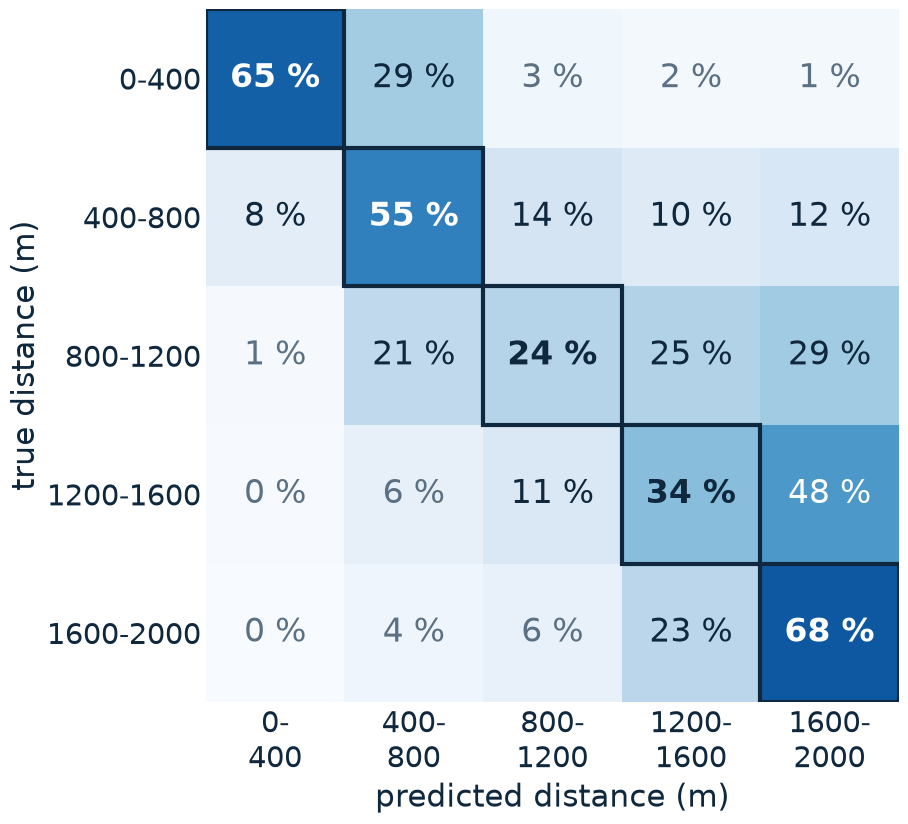 0-400 65 % 29 % 3 % 2 % 1 %
400-800 8 % 55 % 14 % 10 % 12 %
800-1200 1 % 21 % 24 % 25 % 29 %
1200-1600 0 % 6 % 11 % 34 % 48 %
1600-2000 0 % 4 % 6 % 23 % 68 %
true distance (m)
0- 400- 800- 1200- 1600-
400 800 1200 1600 2000
predicted distance (m)